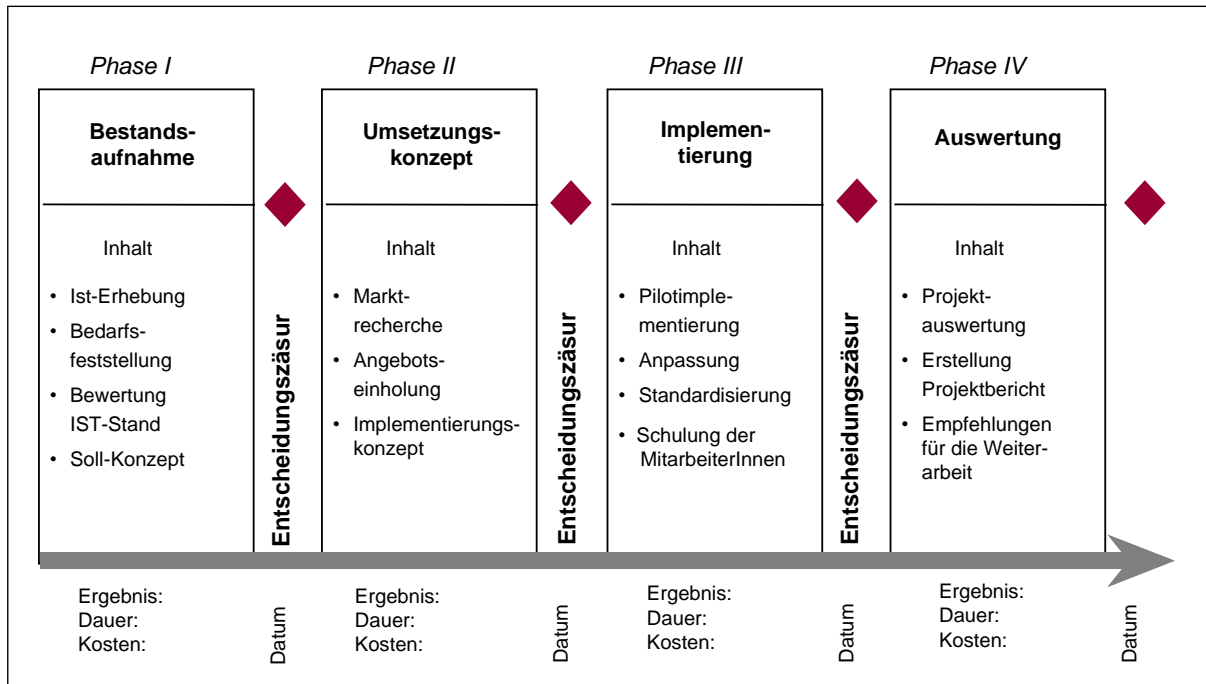 Phase I
Bestands-
aufnahme
Inhalt
• Ist-Erhebung
• Bedarfs-
feststellung
• Bewertung
IST-Stand
• Soll-Konzept
Ergebnis:
Dauer:
Kosten:
Entscheidungszäsur
Datum
Phase II
Umsetzungs-
konzept
Inhalt
• Markt-
recherche
• Angebots-
einholung
• Implementierungs-
konzept
Ergebnis:
Dauer:
Kosten:
Entscheidungszäsur
Datum
Phase III
Implemen-
tierung
Inhalt
• Pilotimple-
mentierung
• Anpassung
• Standardisierung
• Schulung der
MitarbeiterInnen
Ergebnis:
Dauer:
Kosten:
Entscheidungszäsur
Datum
Phase IV
Auswertung
Inhalt
• Projekt-
auswertung
• Erstellung
Projektbericht
• Empfehlungen
für die Weiter-
arbeit
Ergebnis:
Dauer:
Kosten:
Datum